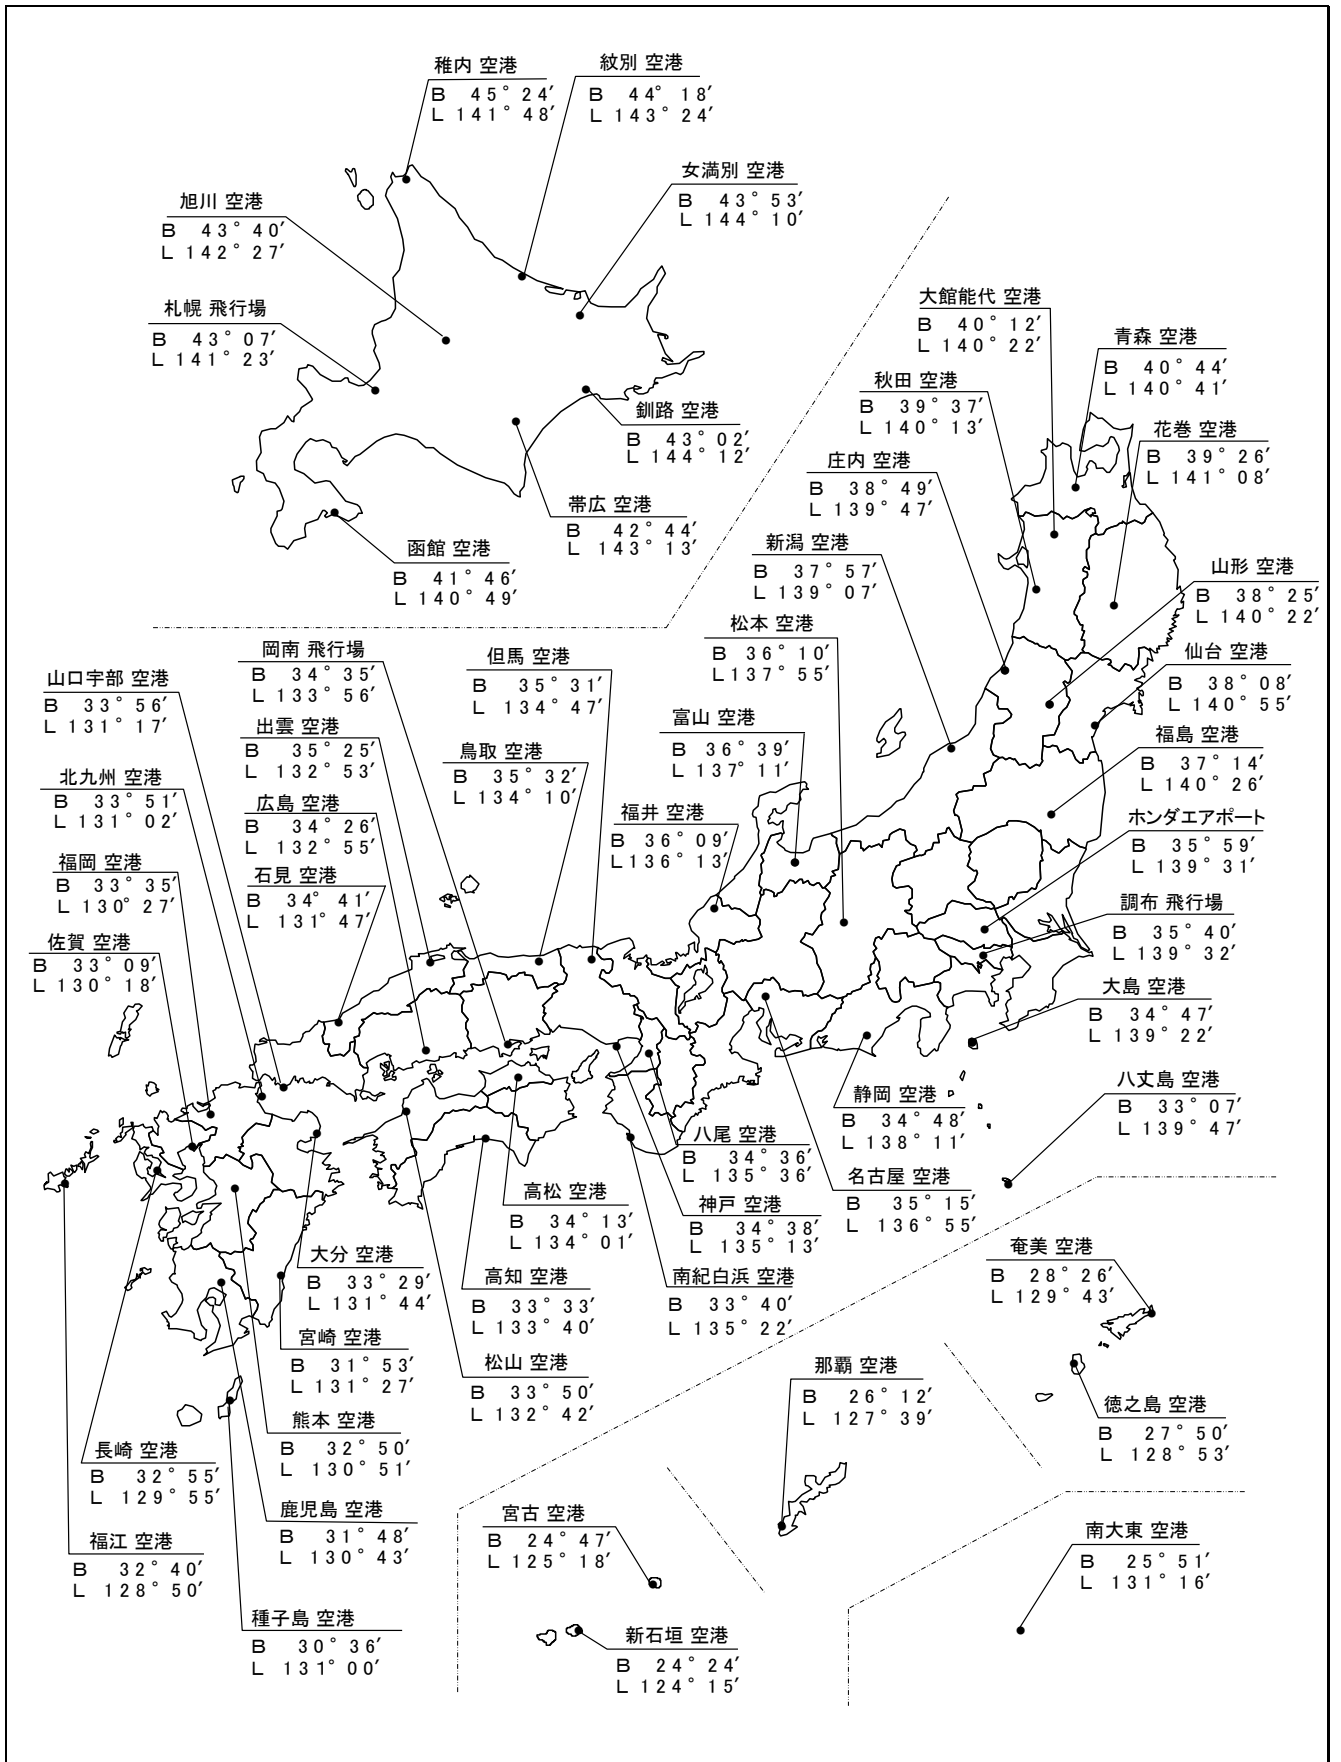 稚内 空港
B 45°24′
L 141°48′
紋別 空港
B 44°18′
L 143°24′
女満別 空港
B 43°53′
L 144°10′
旭川 空港
B 43°40′
L 142°27′
札幌 飛行場
B 43°07′
L 141°23′
釧路 空港
B 43°02′
L 144°12′
帯広 空港
B 42°44′
L 143°13′
函館 空港
B 41°46′
L 140°49′
大館能代 空港
B 40°12′
L 140°22′
青森 空港
B 40°44′
L 140°41′
秋田 空港
B 39°37′
L 140°13′
花巻 空港
B 39°26′
L 141°08′
庄内 空港
B 38°49′
L 139°47′
新潟 空港
B 37°57′
L 139°07′
山形 空港
B 38°25′
L 140°22′
松本 空港
B 36°10′
L 137°55′
仙台 空港
B 38°08′
L 140°55′
富山 空港
B 36°39′
L 137°11′
福島 空港
B 37°14′
L 140°26′
福井 空港
B 36°09′
L 136°13′
ホンダエアポート
B 35°59′
L 139°31′
調布 飛行場
B 35°40′
L 139°32′
大島 空港
B 34°47′
L 139°22′
八丈島 空港
B 33°07′
L 139°47′
静岡 空港
B 34°48′
L 138°11′
名古屋 空港
B 35°15′
L 136°55′
岡南 飛行場
B 34°35′
L 133°56′
但馬 空港
B 35°31′
L 134°47′
山口宇部 空港
B 33°56′
L 131°17′
出雲 空港
B 35°25′
L 132°53′
鳥取 空港
B 35°32′
L 134°10′
北九州 空港
B 33°51′
L 131°02′
広島 空港
B 34°26′
L 132°55′
福岡 空港
B 33°35′
L 130°27′
石見 空港
B 34°41′
L 131°47′
佐賀 空港
B 33°09′
L 130°18′
八尾 空港
B 34°36′
L 135°36′
神戸 空港
B 34°38′
L 135°13′
高松 空港
B 34°13′
L 134°01′
南紀白浜 空港
B 33°40′
L 135°22′
高知 空港
B 33°33′
L 133°40′
大分 空港
B 33°29′
L 131°44′
宮崎 空港
B 31°53′
L 131°27′
松山 空港
B 33°50′
L 132°42′
熊本 空港
B 32°50′
L 130°51′
長崎 空港
B 32°55′
L 129°55′
鹿児島 空港
B 31°48′
L 130°43′
福江 空港
B 32°40′
L 128°50′
種子島 空港
B 30°36′
L 131°00′
奄美 空港
B 28°26′
L 129°43′
徳之島 空港
B 27°50′
L 128°53′
那覇 空港
B 26°12′
L 127°39′
宮古 空港
B 24°47′
L 125°18′
新石垣 空港
B 24°24′
L 124°15′
南大東 空港
B 25°51′
L 131°16′